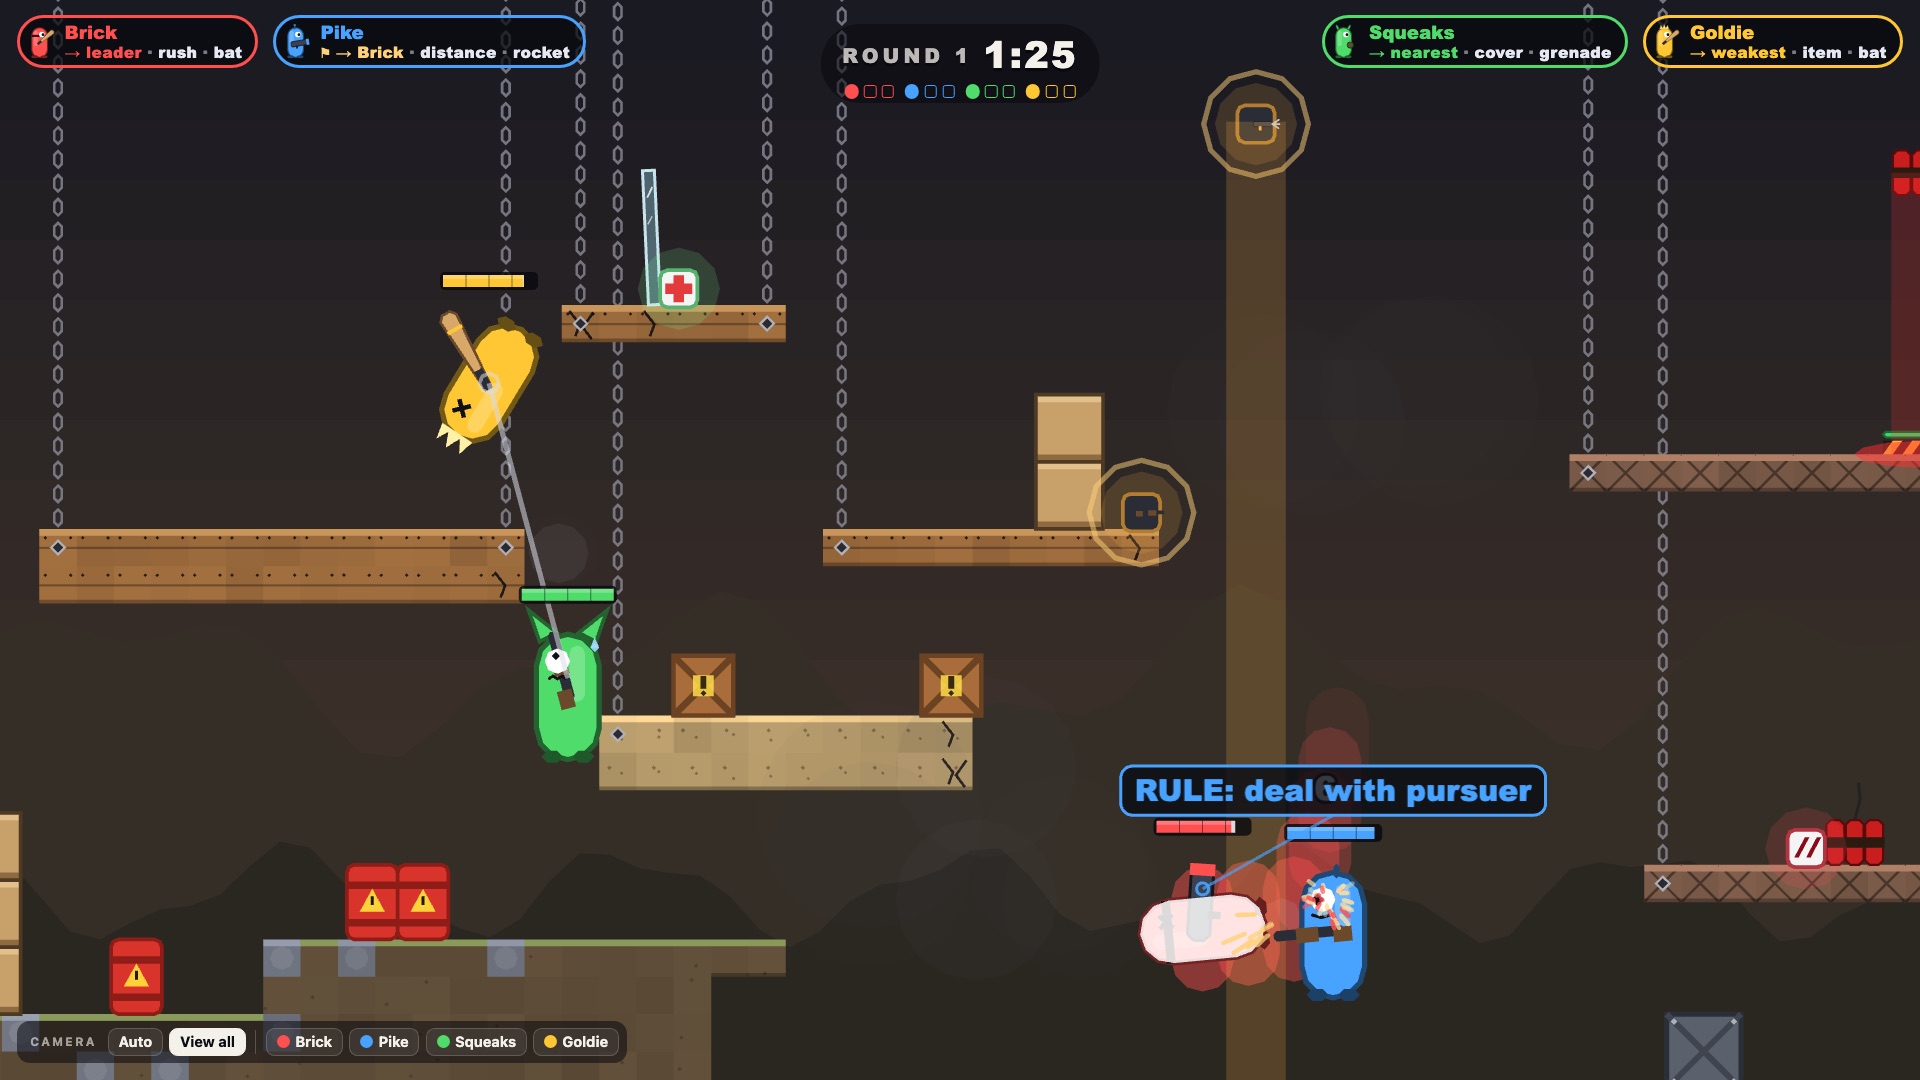 Brick
→ leader · rush · bat
Pike
⚑ → Brick · distance · rocket
ROUND 1 1:25
Squeaks
→ nearest · cover · grenade
Goldie
→ weakest · item · bat
RULE: deal with pursuer
CAMERA Auto View all Brick Pike Squeaks Goldie